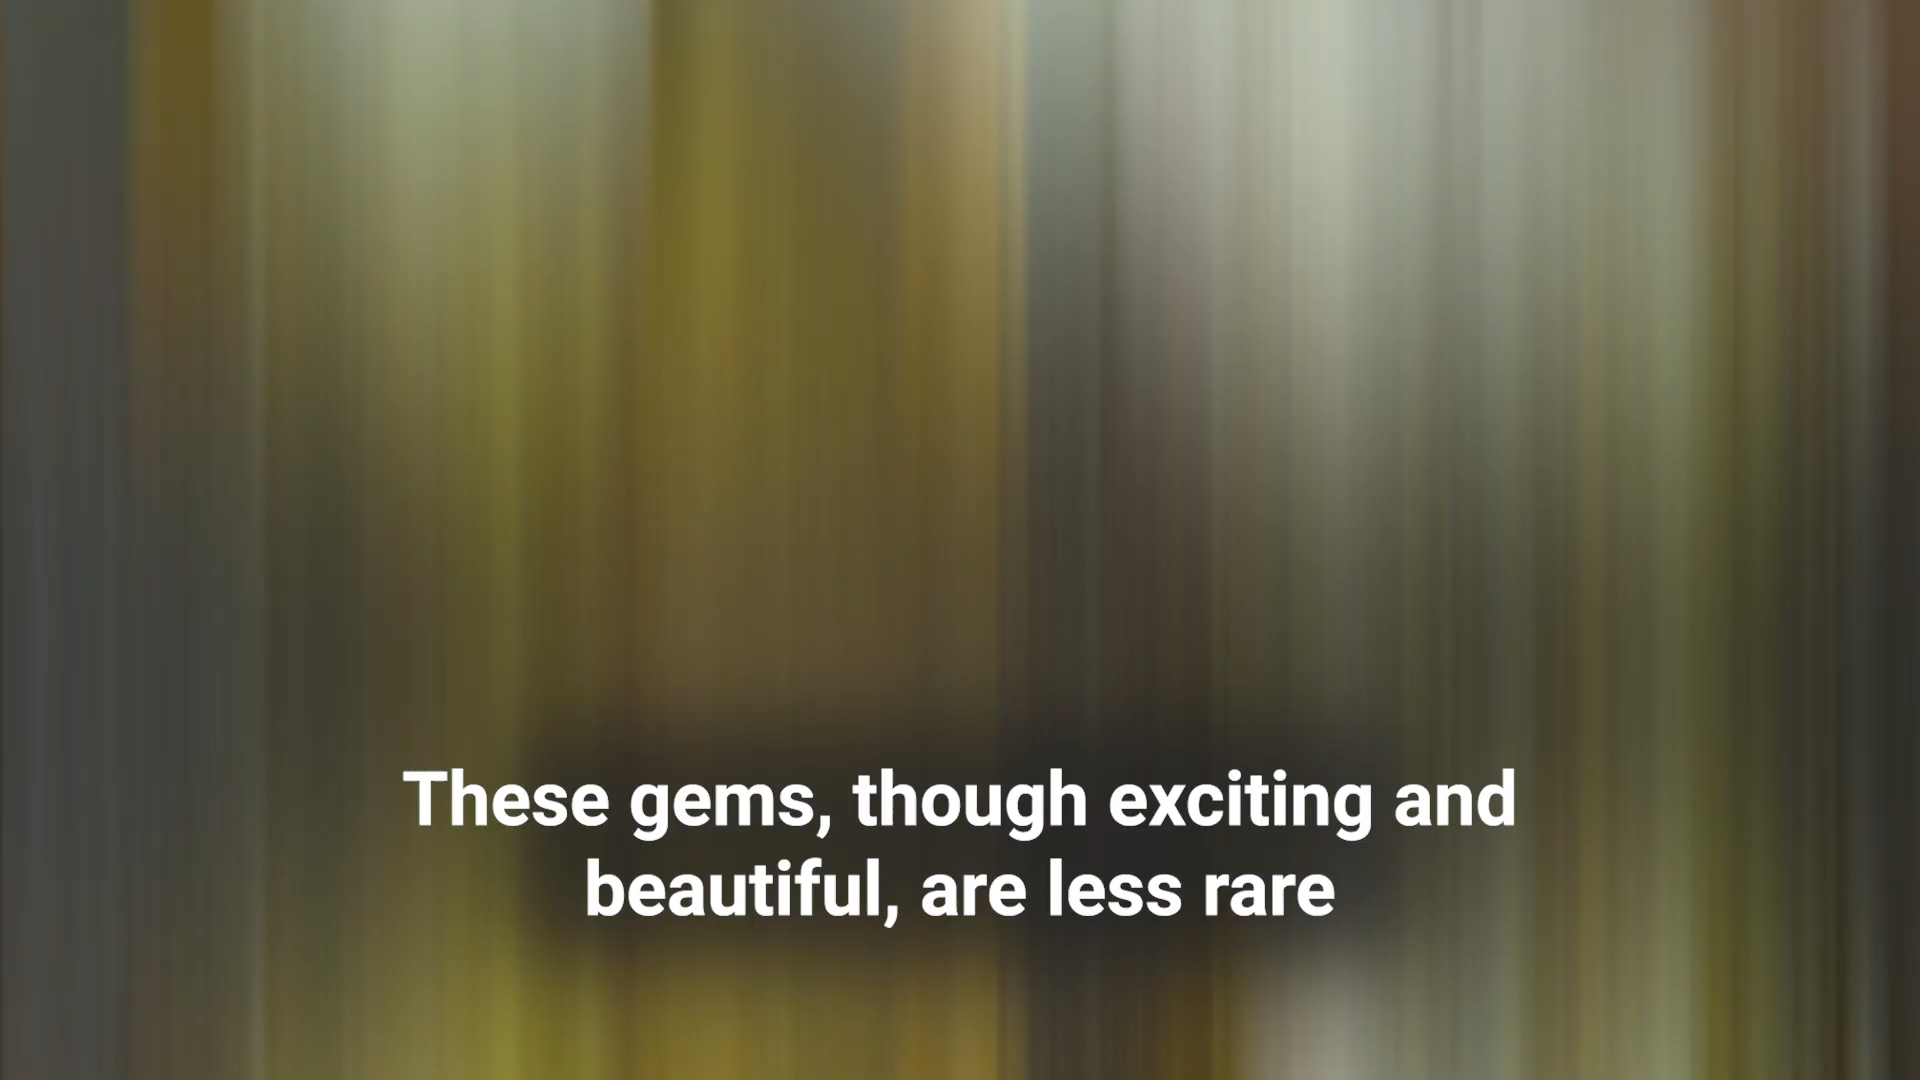 These gems, though exciting and
beautiful, are less rare